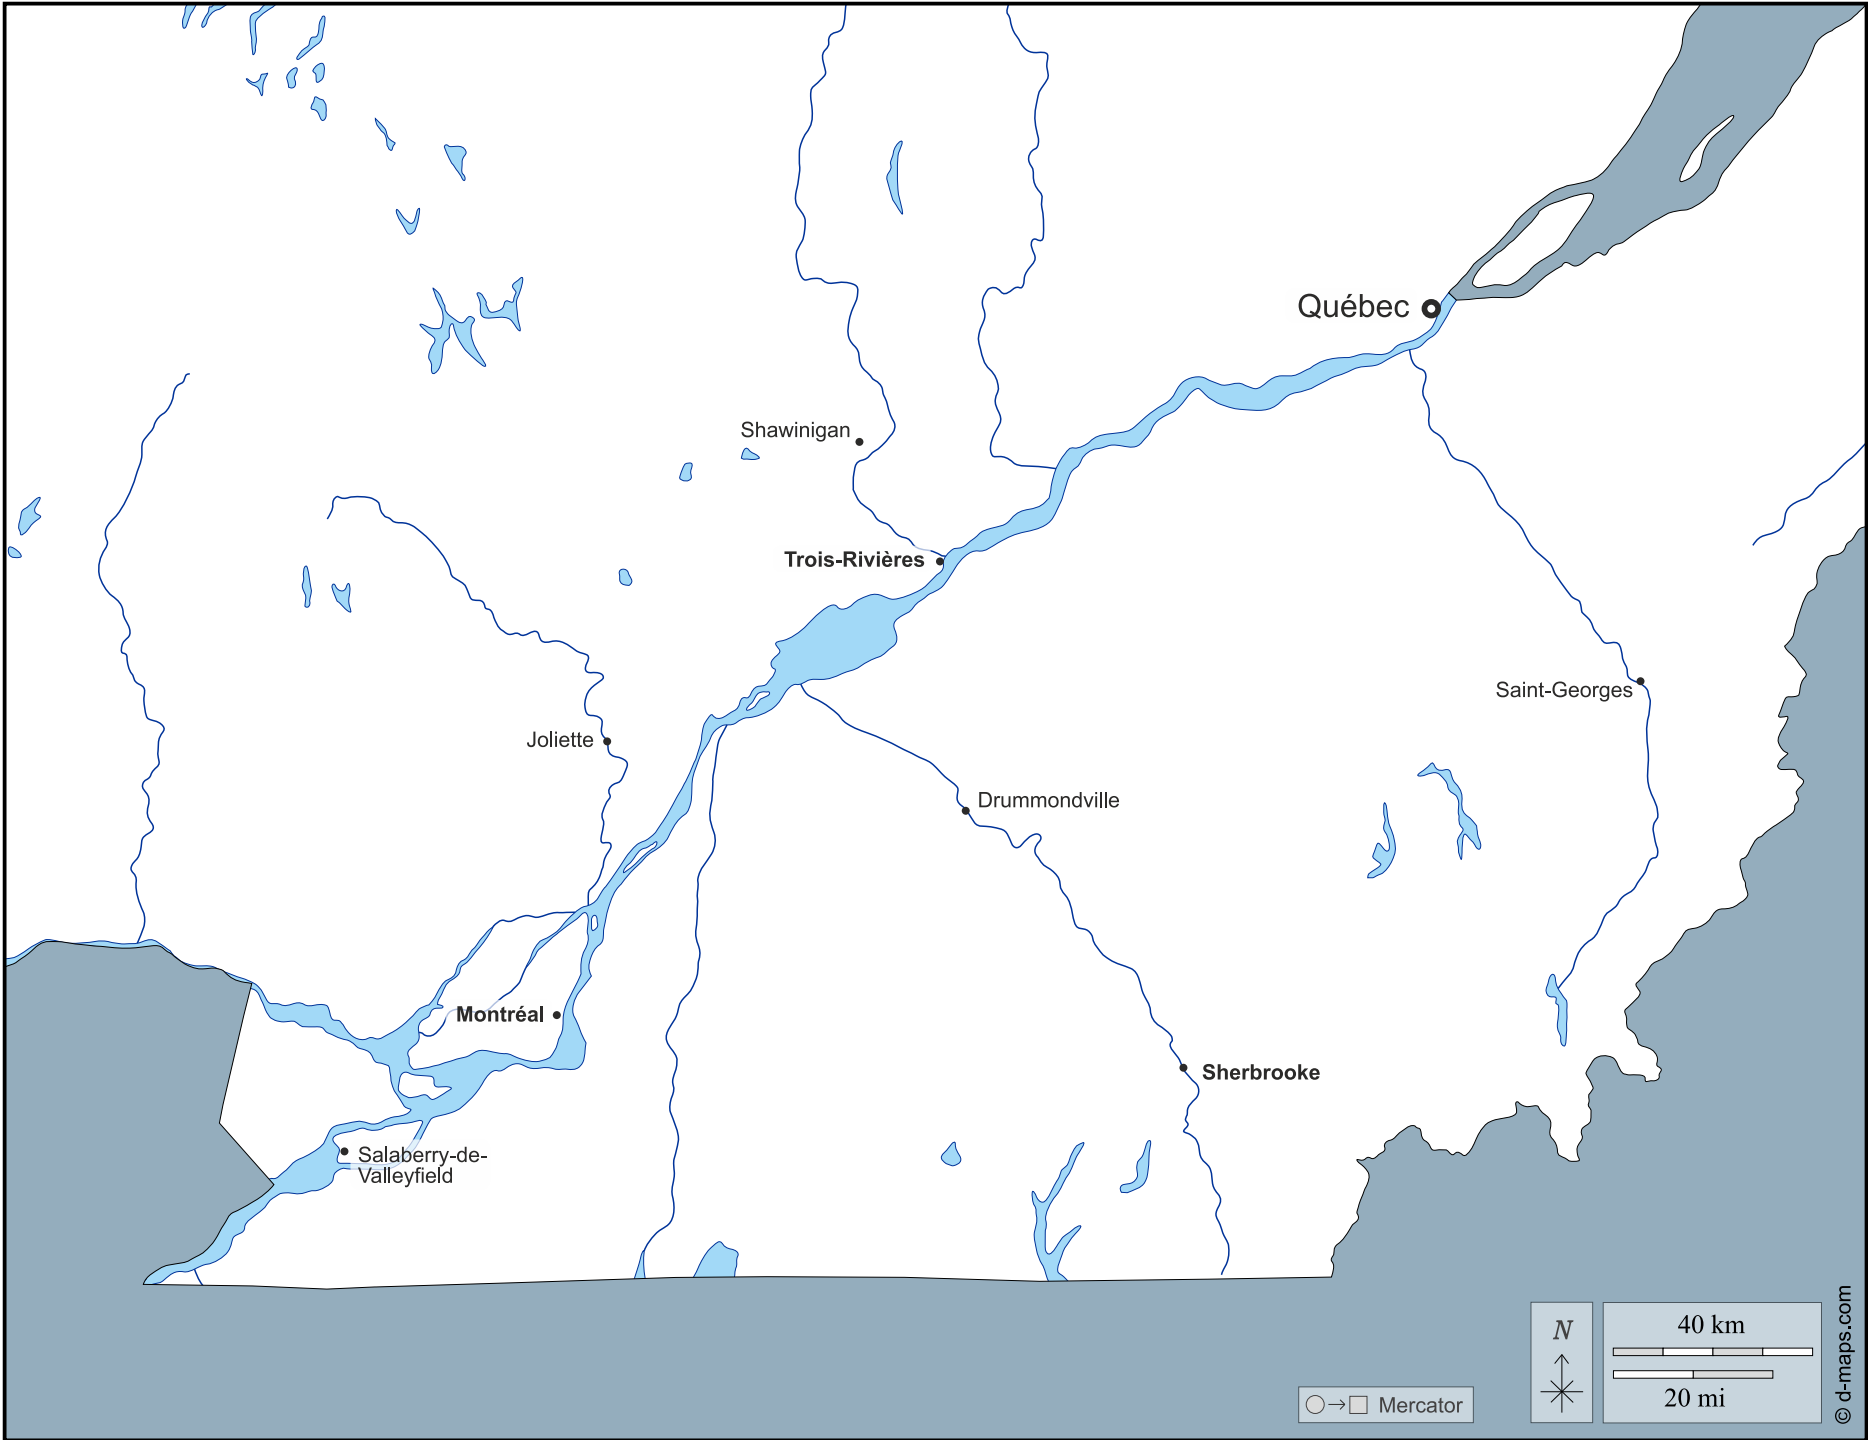 Québec
Shawinigan
Trois-Rivières
Saint-Georges
Joliette
Drummondville
Montréal
Sherbrooke
Salaberry-de-
Valleyfield
N
40 km
20 mi
Mercator
© d-maps.com